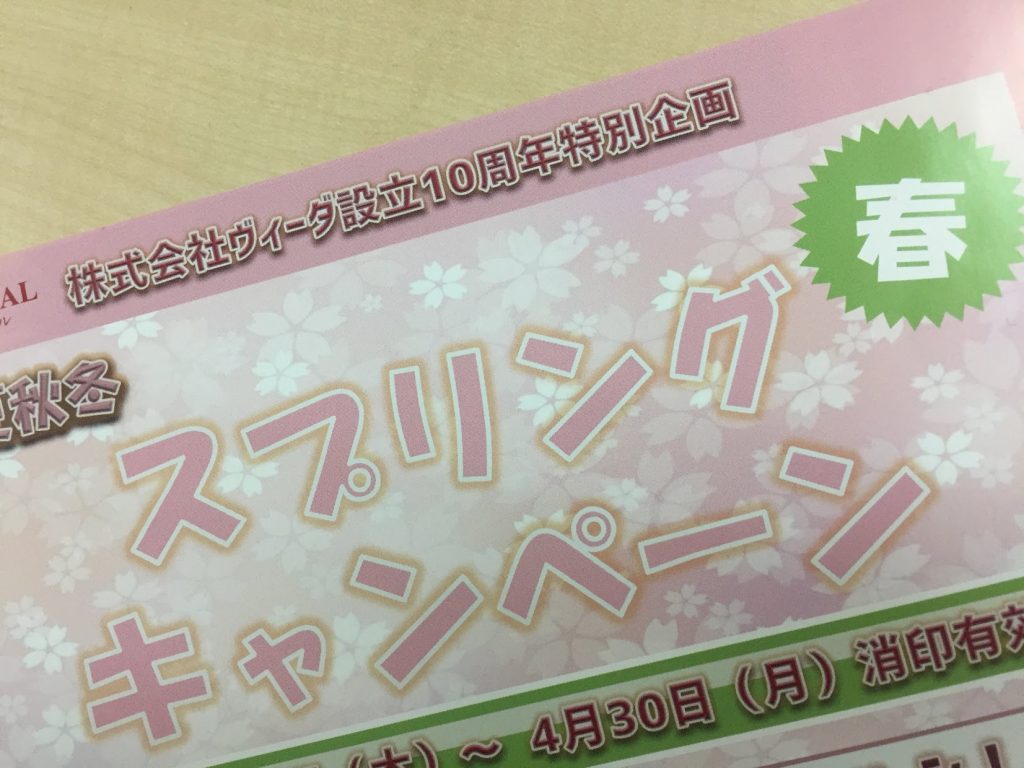 株式会社ヴィーダ設立10周年特別企画
春
AL
秋冬
スプリング
キャンペーン
(木)~ 4月30日(月)消印有効